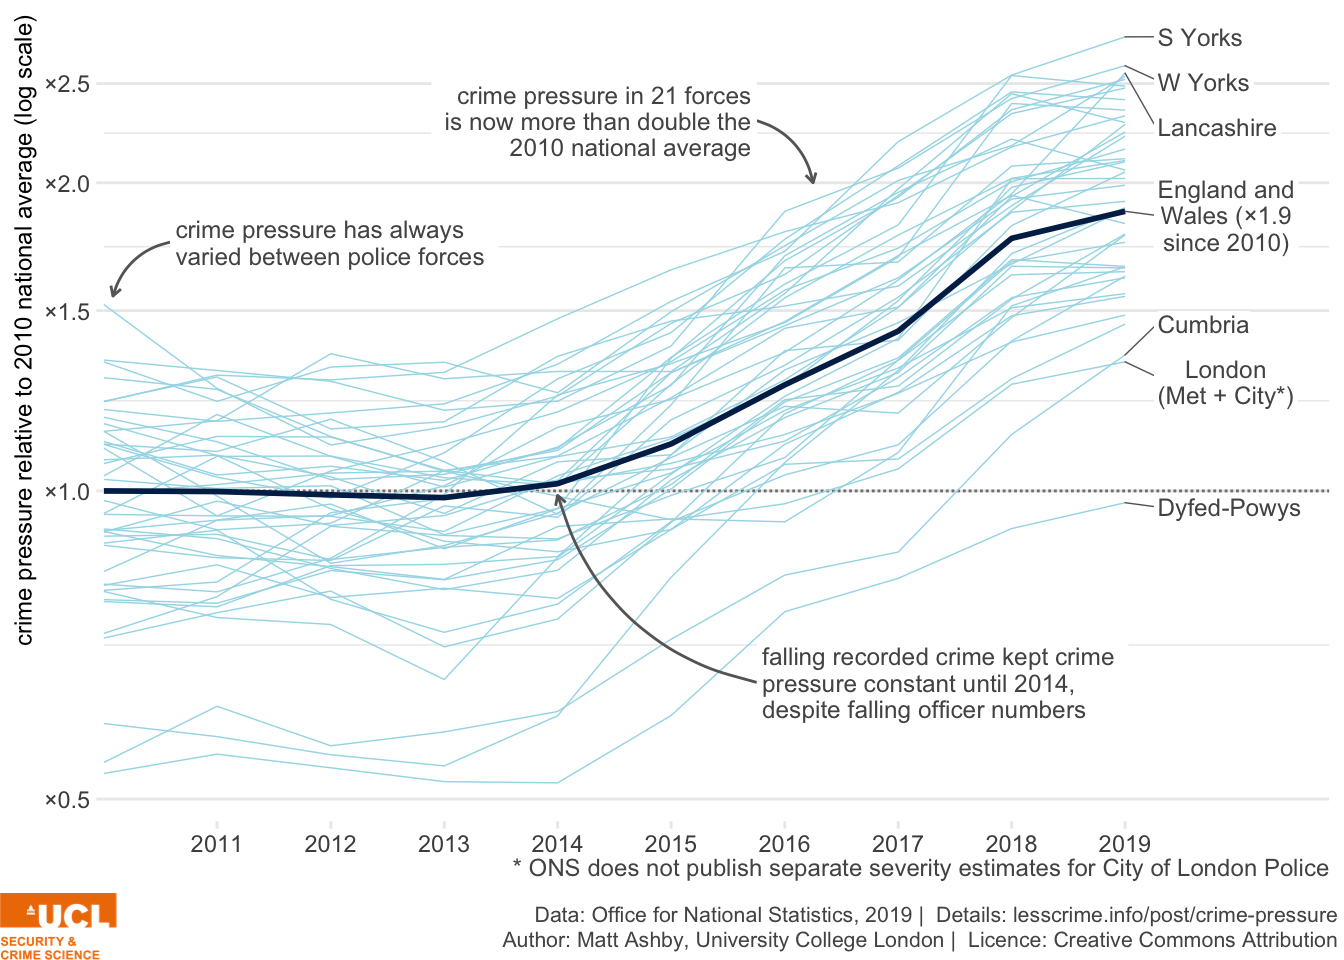 crime pressure relative to 2010 national average (log scale)
×2.5
×2.0
×1.5
×1.0
×0.5
crime pressure in 21 forces
is now more than double the
2010 national average
crime pressure has always
varied between police forces
falling recorded crime kept crime
pressure constant until 2014,
despite falling officer numbers
S Yorks
W Yorks
Lancashire
England and
Wales (×1.9
since 2010)
Cumbria
London
(Met + City*)
Dyfed-Powys
2011 2012 2013 2014 2015 2016 2017 2018 2019
* ONS does not publish separate severity estimates for City of London Police
UCL
SECURITY &
CRIME SCIENCE
Data: Office for National Statistics, 2019 | Details: lesscrime.info/post/crime-pressure
Author: Matt Ashby, University College London | Licence: Creative Commons Attribution